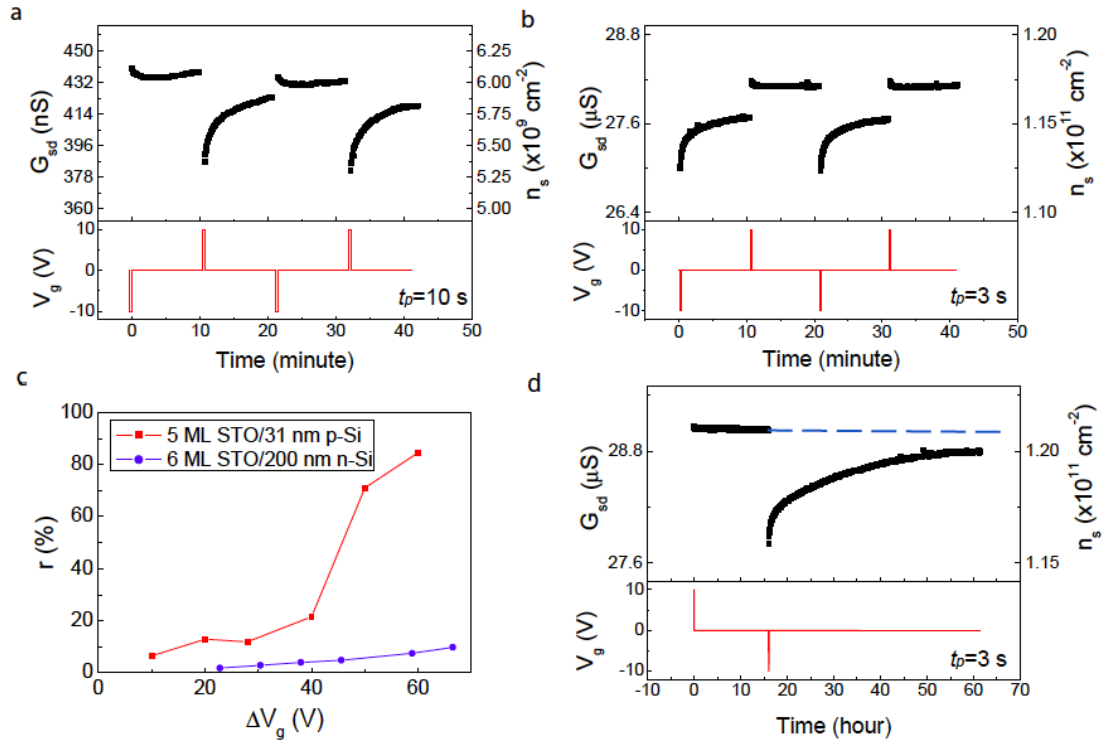 a
450
432
414
396
378
360
G_sd (nS)
6.25
6.00
5.75
5.50
5.25
5.00
n_s (x10^9 cm^-2)
10
0
-10
V_g (V)
t_p=10 s
0 10 20 30 40 50
Time (minute)
b
28.8
27.6
26.4
G_sd (µS)
1.20
1.15
1.10
n_s (x10^11 cm^-2)
10
0
-10
V_g (V)
t_p=3 s
0 10 20 30 40 50
Time (minute)
c
100
80
60
40
20
0
r (%)
5 ML STO/31 nm p-Si
6 ML STO/200 nm n-Si
0 20 40 60
ΔV_g (V)
d
28.8
27.6
G_sd (µS)
1.20
1.15
n_s (x10^11 cm^-2)
10
0
-10
V_g (V)
t_p=3 s
-10 0 10 20 30 40 50 60 70
Time (hour)